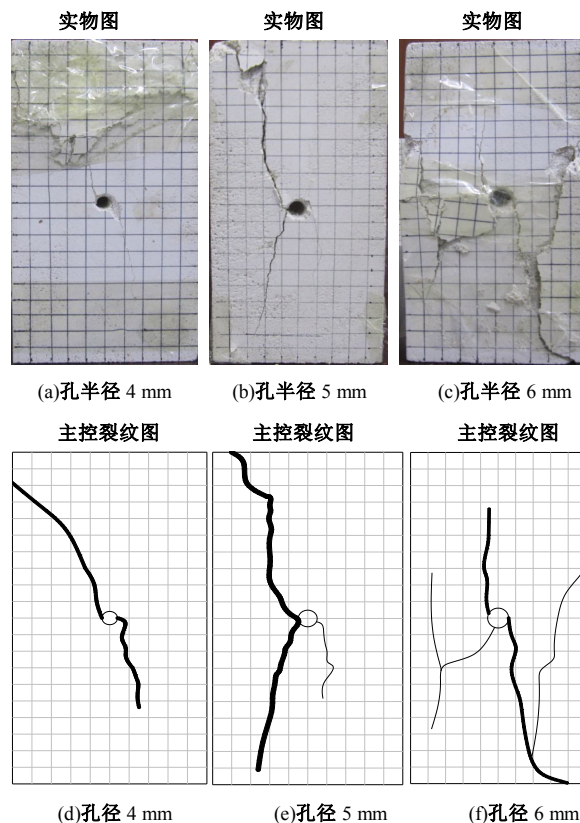 实物图 实物图 实物图
(a)孔半径 4 mm (b)孔半径 5 mm (c)孔半径 6 mm
主控裂纹图 主控裂纹图 主控裂纹图
(d)孔径 4 mm (e)孔径 5 mm (f)孔径 6 mm